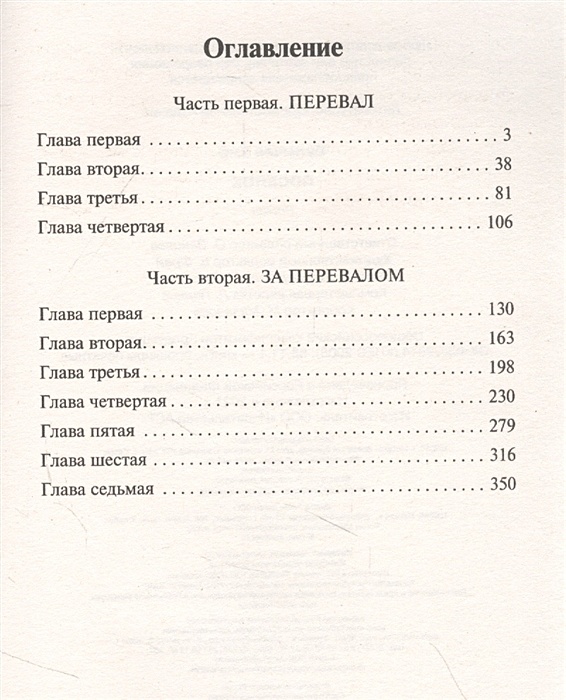 Оглавление
Часть первая. ПЕРЕВАЛ
Глава первая . . . . . . . . . . . . . . . . . . . . . . . . . . . . . . . . . . . . 3
Глава вторая. . . . . . . . . . . . . . . . . . . . . . . . . . . . . . . . . . . 38
Глава третья . . . . . . . . . . . . . . . . . . . . . . . . . . . . . . . . . . . 81
Глава четвертая . . . . . . . . . . . . . . . . . . . . . . . . . . . . . . . 106
Часть вторая. ЗА ПЕРЕВАЛОМ
Глава первая . . . . . . . . . . . . . . . . . . . . . . . . . . . . . . . . . . 130
Глава вторая. . . . . . . . . . . . . . . . . . . . . . . . . . . . . . . . . . 163
Глава третья . . . . . . . . . . . . . . . . . . . . . . . . . . . . . . . . . . 198
Глава четвертая . . . . . . . . . . . . . . . . . . . . . . . . . . . . . . . 230
Глава пятая . . . . . . . . . . . . . . . . . . . . . . . . . . . . . . . . . . . 279
Глава шестая . . . . . . . . . . . . . . . . . . . . . . . . . . . . . . . . . . 316
Глава седьмая . . . . . . . . . . . . . . . . . . . . . . . . . . . . . . . . . 350